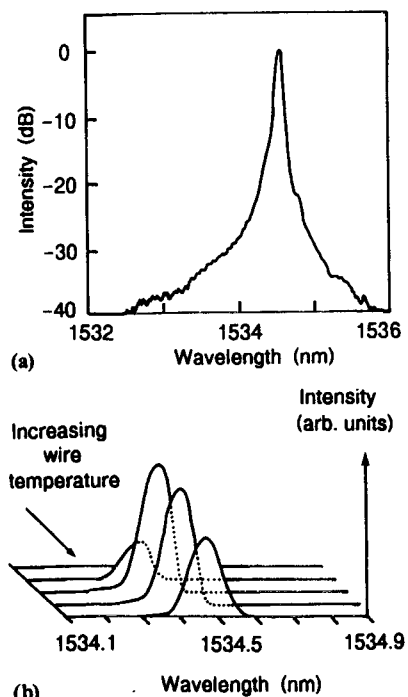 0
-10
-20
-30
-40
Intensity (dB)
1532
1534
1536
Wavelength (nm)
(a)
Increasing
wire
temperature
Intensity
(arb. units)
1534.1
1534.5
1534.9
Wavelength (nm)
(b)